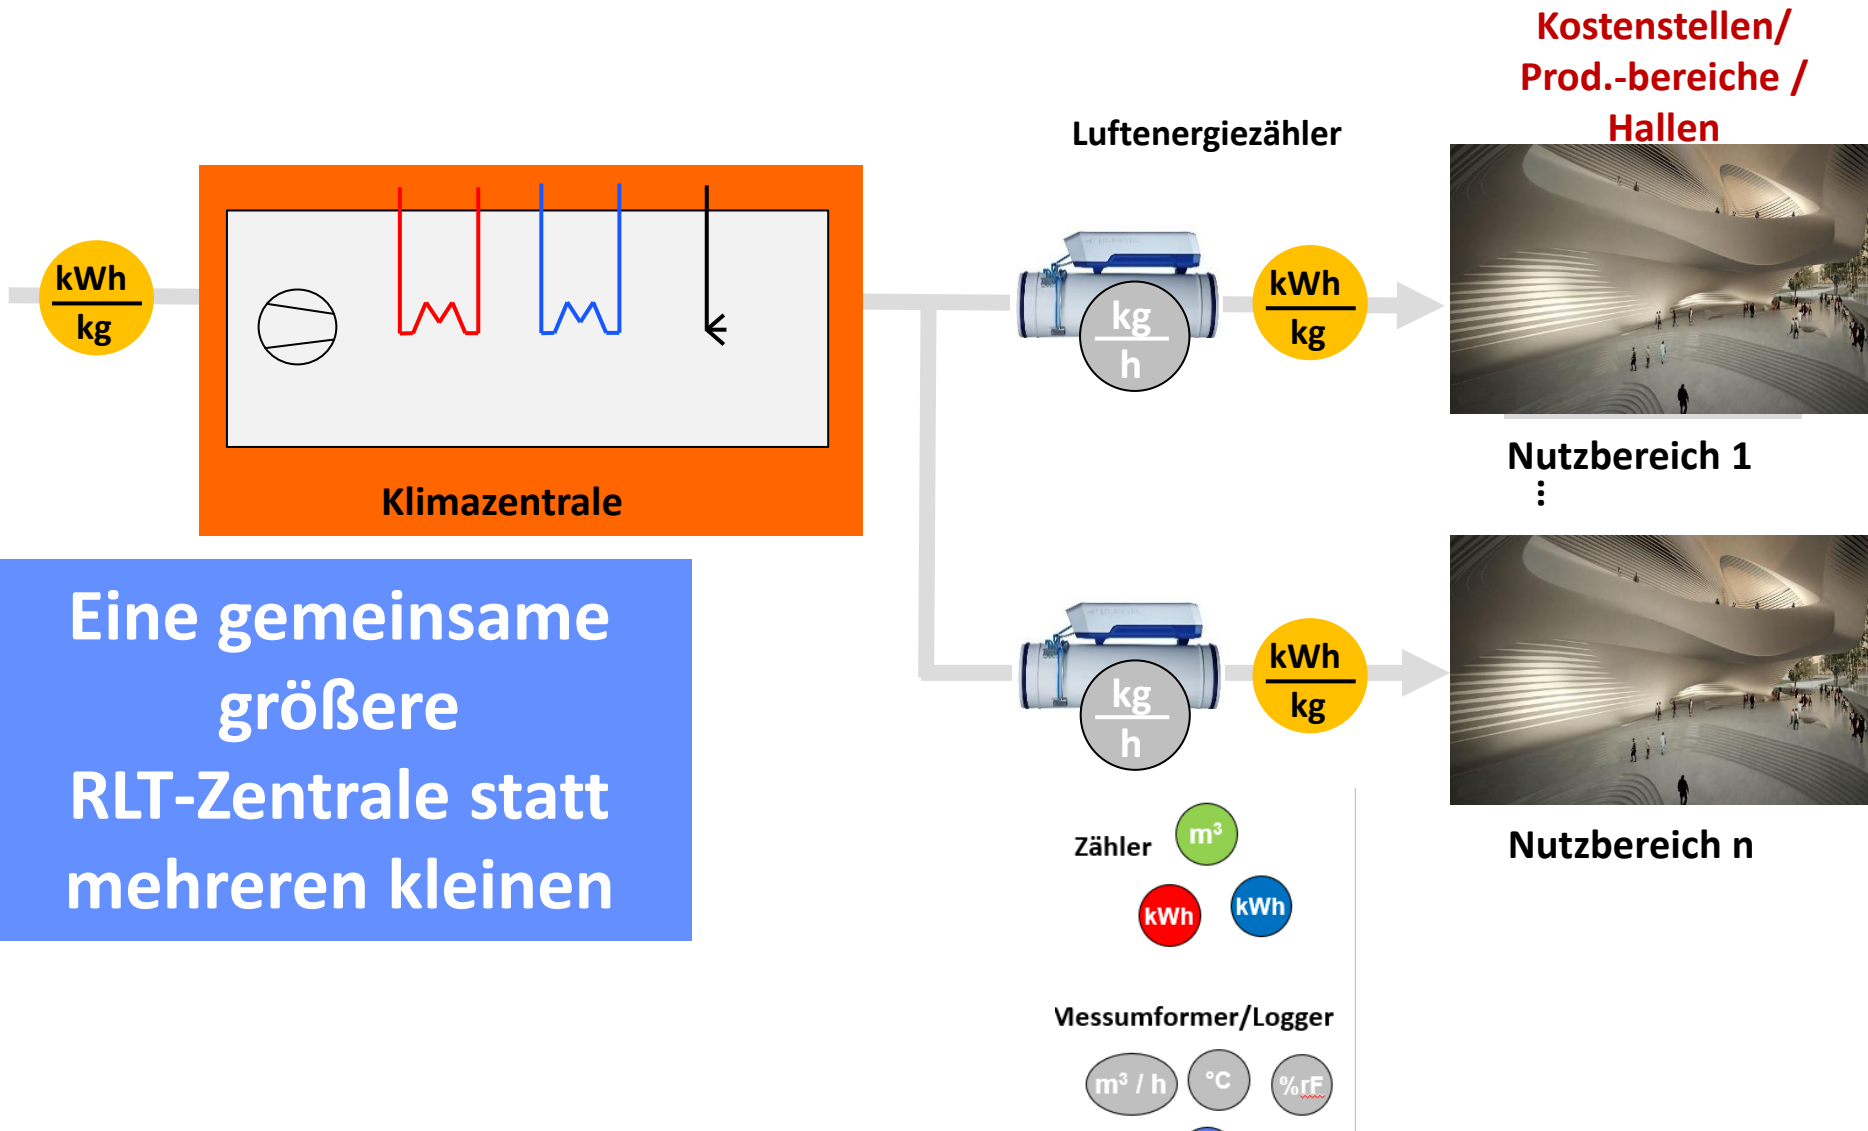 Kostenstellen/
Prod.-bereiche /
Hallen
Luftenergiezähler
kWh
kg
kg
h
kWh
kg
Klimazentrale
Nutzbereich 1
⋮
Eine gemeinsame
größere
RLT-Zentrale statt
mehreren kleinen
kg
h
kWh
kg
Nutzbereich n
Zähler
m³
kWh
kWh
Messumformer/Logger
m³ / h
°C
%rF